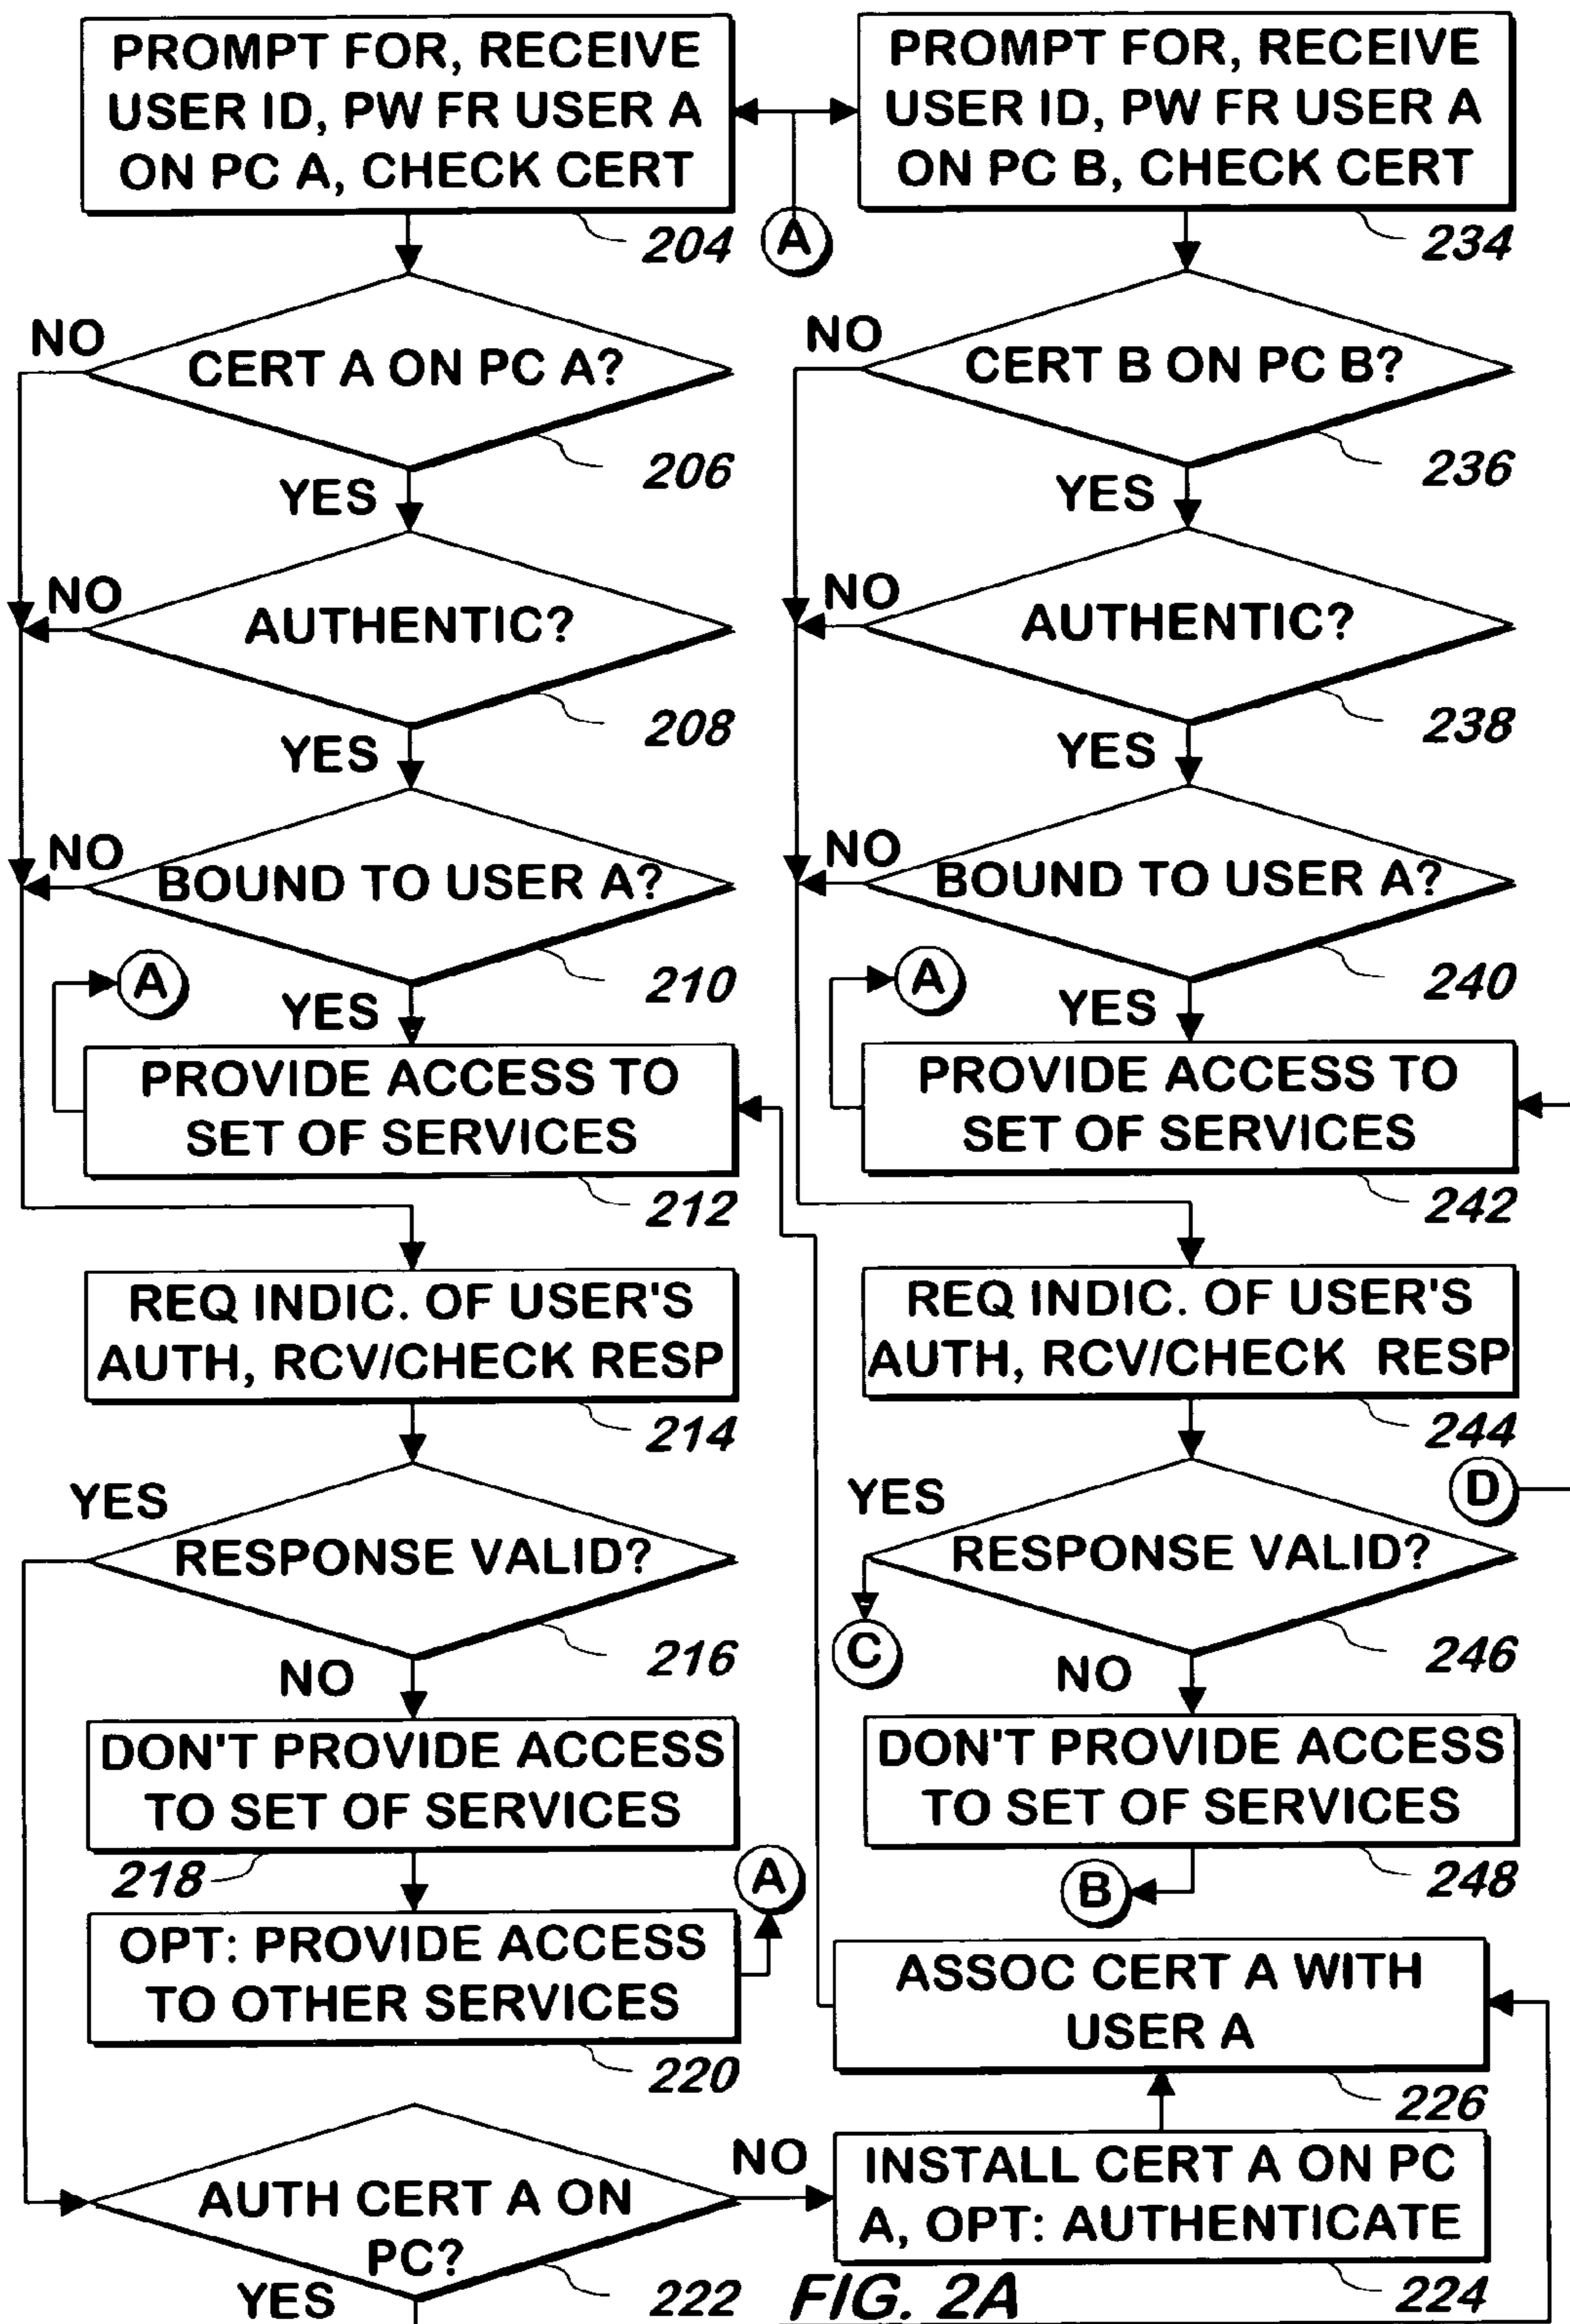 PROMPT FOR, RECEIVE
USER ID, PW FR USER A
ON PC A, CHECK CERT
204
A
PROMPT FOR, RECEIVE
USER ID, PW FR USER A
ON PC B, CHECK CERT
234
NO
CERT A ON PC A?
206
YES
NO
CERT B ON PC B?
236
YES
NO
AUTHENTIC?
208
YES
NO
AUTHENTIC?
238
YES
NO
BOUND TO USER A?
210
YES
NO
BOUND TO USER A?
240
YES
A
PROVIDE ACCESS TO
SET OF SERVICES
212
A
PROVIDE ACCESS TO
SET OF SERVICES
242
REQ INDIC. OF USER'S
AUTH, RCV/CHECK RESP
214
REQ INDIC. OF USER'S
AUTH, RCV/CHECK RESP
244
YES
RESPONSE VALID?
216
NO
YES
D
RESPONSE VALID?
C
246
NO
DON'T PROVIDE ACCESS
TO SET OF SERVICES
218
A
DON'T PROVIDE ACCESS
TO SET OF SERVICES
248
B
OPT: PROVIDE ACCESS
TO OTHER SERVICES
220
ASSOC CERT A WITH
USER A
226
AUTH CERT A ON
PC?
222
NO
YES
INSTALL CERT A ON PC
A, OPT: AUTHENTICATE
224
FIG. 2A